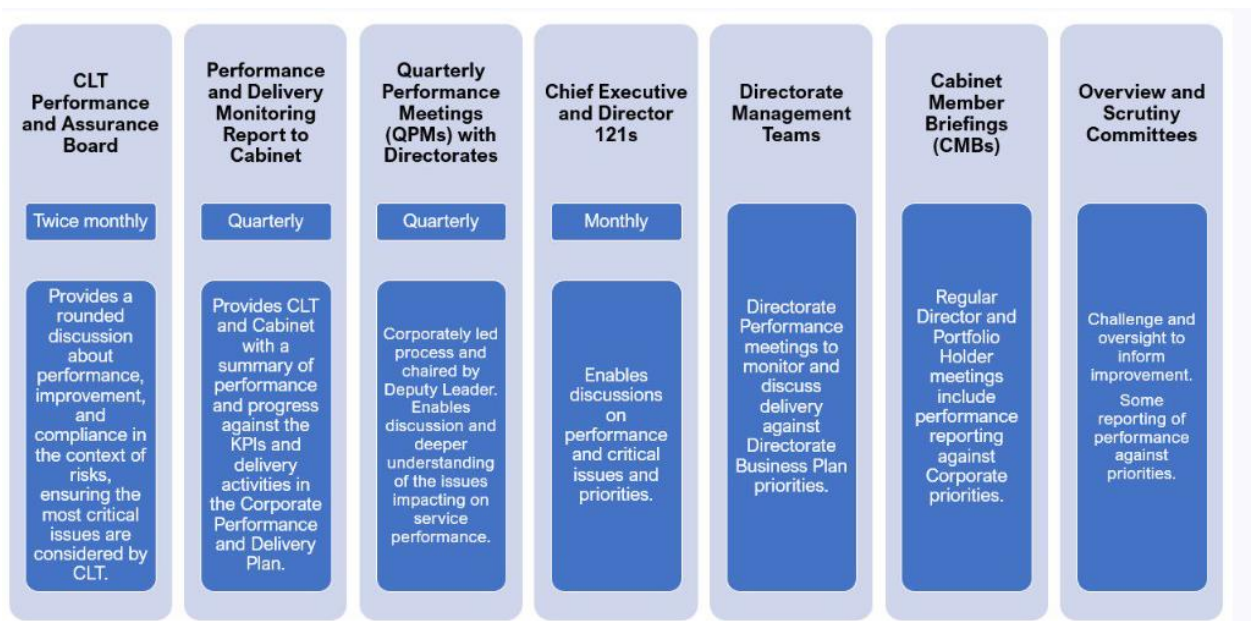 CLT
Performance
and Assurance
Board
Twice monthly
Provides a
rounded
discussion
about
performance,
improvement,
and
compliance in
the context of
risks,
ensuring the
most critical
issues are
considered by
CLT.
Performance
and Delivery
Monitoring
Report to
Cabinet
Quarterly
Provides CLT
and Cabinet
with a
summary of
performance
and progress
against the
KPIs and
delivery
activities in
the Corporate
Performance
and Delivery
Plan.
Quarterly
Performance
Meetings
(QPMs) with
Directorates
Quarterly
Corporately led
process and
chaired by
Deputy Leader.
Enables
discussion and
deeper
understanding
of the issues
impacting on
service
performance.
Chief Executive
and Director
121s
Monthly
Enables
discussions
on
performance
and critical
issues and
priorities.
Directorate
Management
Teams
Directorate
Performance
meetings to
monitor and
discuss
delivery
against
Directorate
Business Plan
priorities.
Cabinet
Member
Briefings
(CMBs)
Regular
Director and
Portfolio
Holder
meetings
include
performance
reporting
against
Corporate
priorities.
Overview and
Scrutiny
Committees
Challenge and
oversight to
inform
improvement.
Some
reporting of
performance
against
priorities.